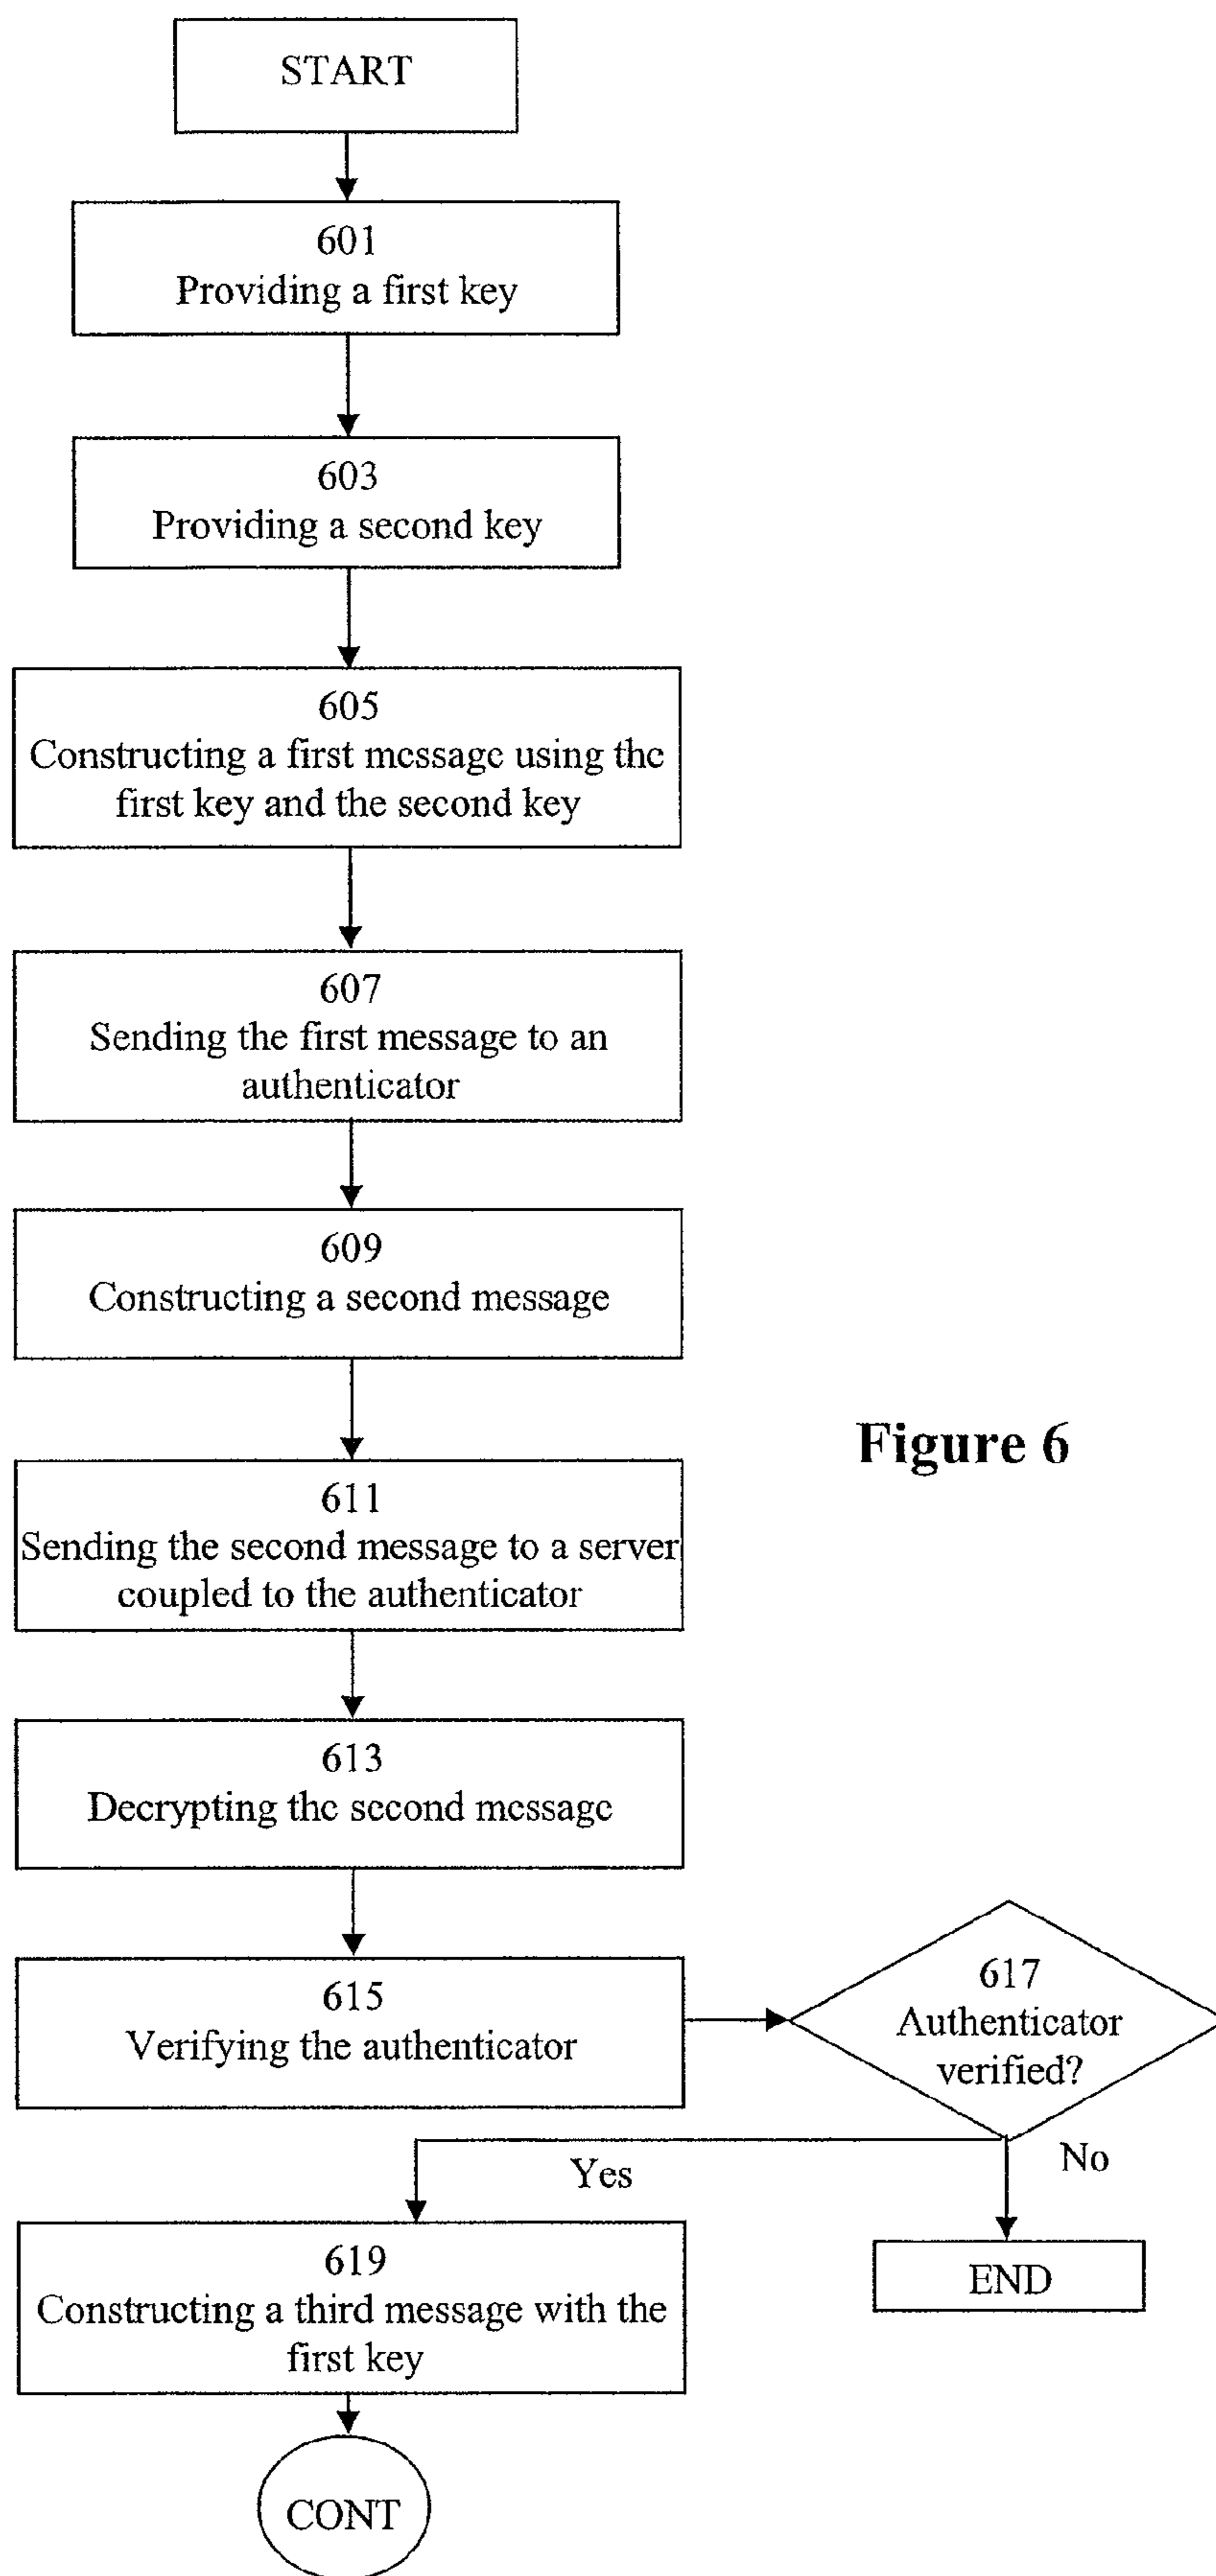 START
601
Providing a first key
603
Providing a second key
605
Constructing a first message using the
first key and the second key
607
Sending the first message to an
authenticator
609
Constructing a second message
Figure 6
611
Sending the second message to a server
coupled to the authenticator
613
Decrypting the second message
615
Verifying the authenticator
617
Authenticator
verified?
Yes
No
619
Constructing a third message with the
first key
END
CONT